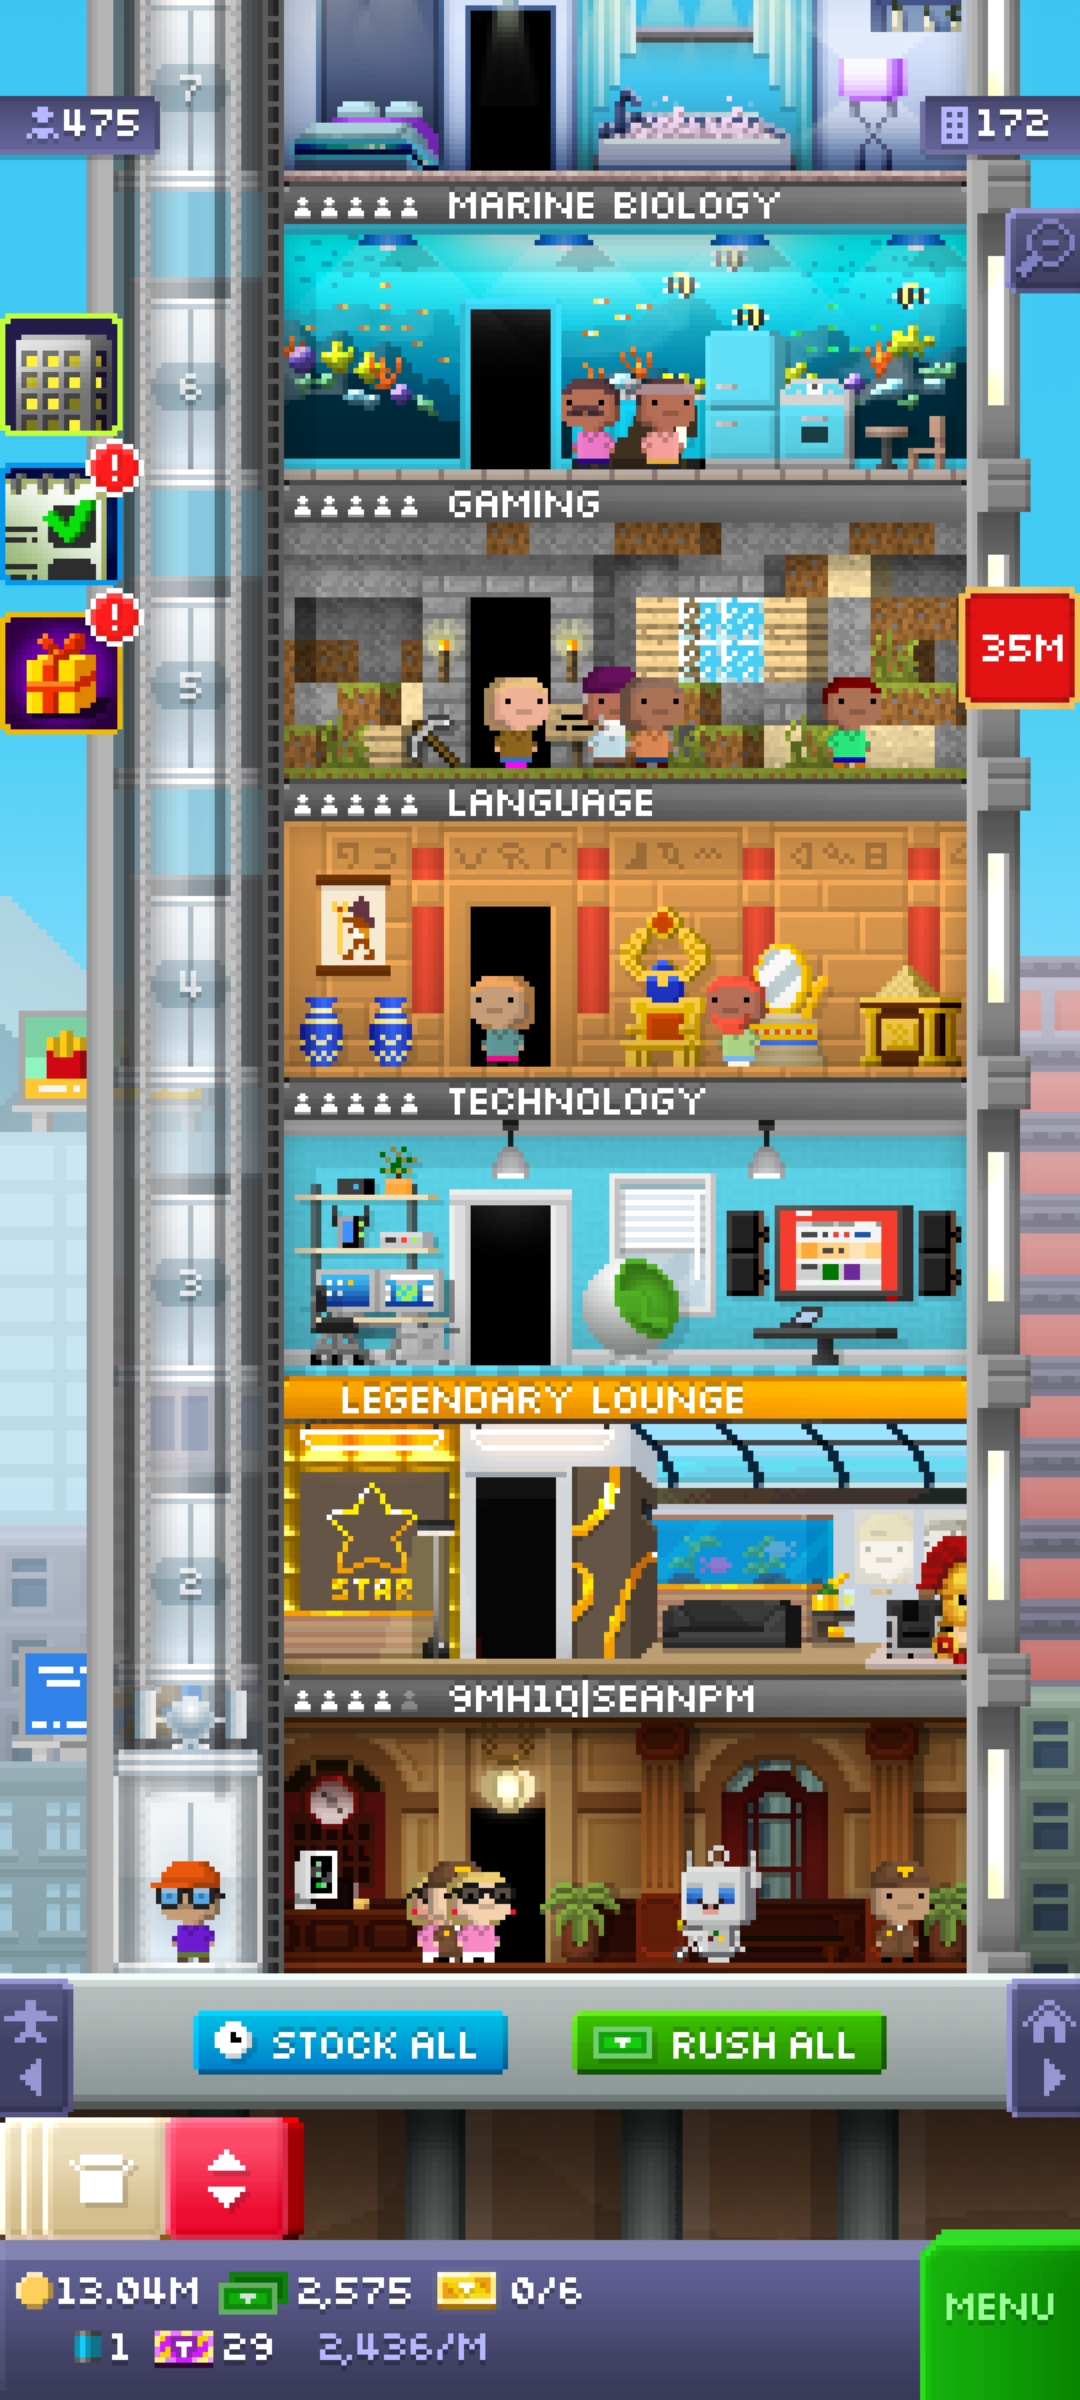 7
475
172
MARINE BIOLOGY
6
GAMING
35M
5
LANGUAGE
4
TECHNOLOGY
3
LEGENDARY LOUNGE
STAR
2
9MH1Q|SEANPM
STOCK ALL
RUSH ALL
13.04M 2,575 0/6
1 29 2,436/M
MENU